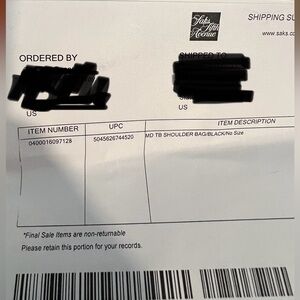 Saks
Fifth
Avenue
SHIPPING SU
www.saks.co
ORDERED BY
SHIPPED TO
US
US
ITEM NUMBER UPC ITEM DESCRIPTION
0400016097128 5045626744520 MD TB SHOULDER BAG/BLACK/No Size
*Final Sale Items are non-returnable
Please retain this portion for your records.